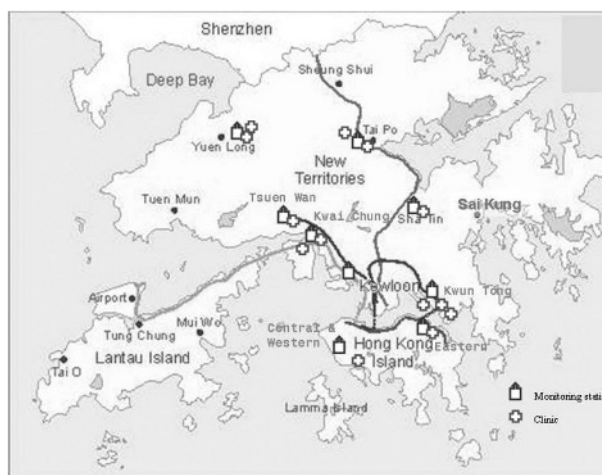 Shenzhen
Sheung Shui
Deep Bay
Tai Po
Yuen Long
New
Territories
Tsuen Wan
Tuen Mun
Kwai Chung
Sha Tin
Sai Kung
Kowloon
Kwun Tong
Airport
Tung Chung
Mui Wo
Central &
Western
Eastern
Hong Kong
Island
Lantau Island
Tai O
Lamma Island
Monitoring stati
Clinic